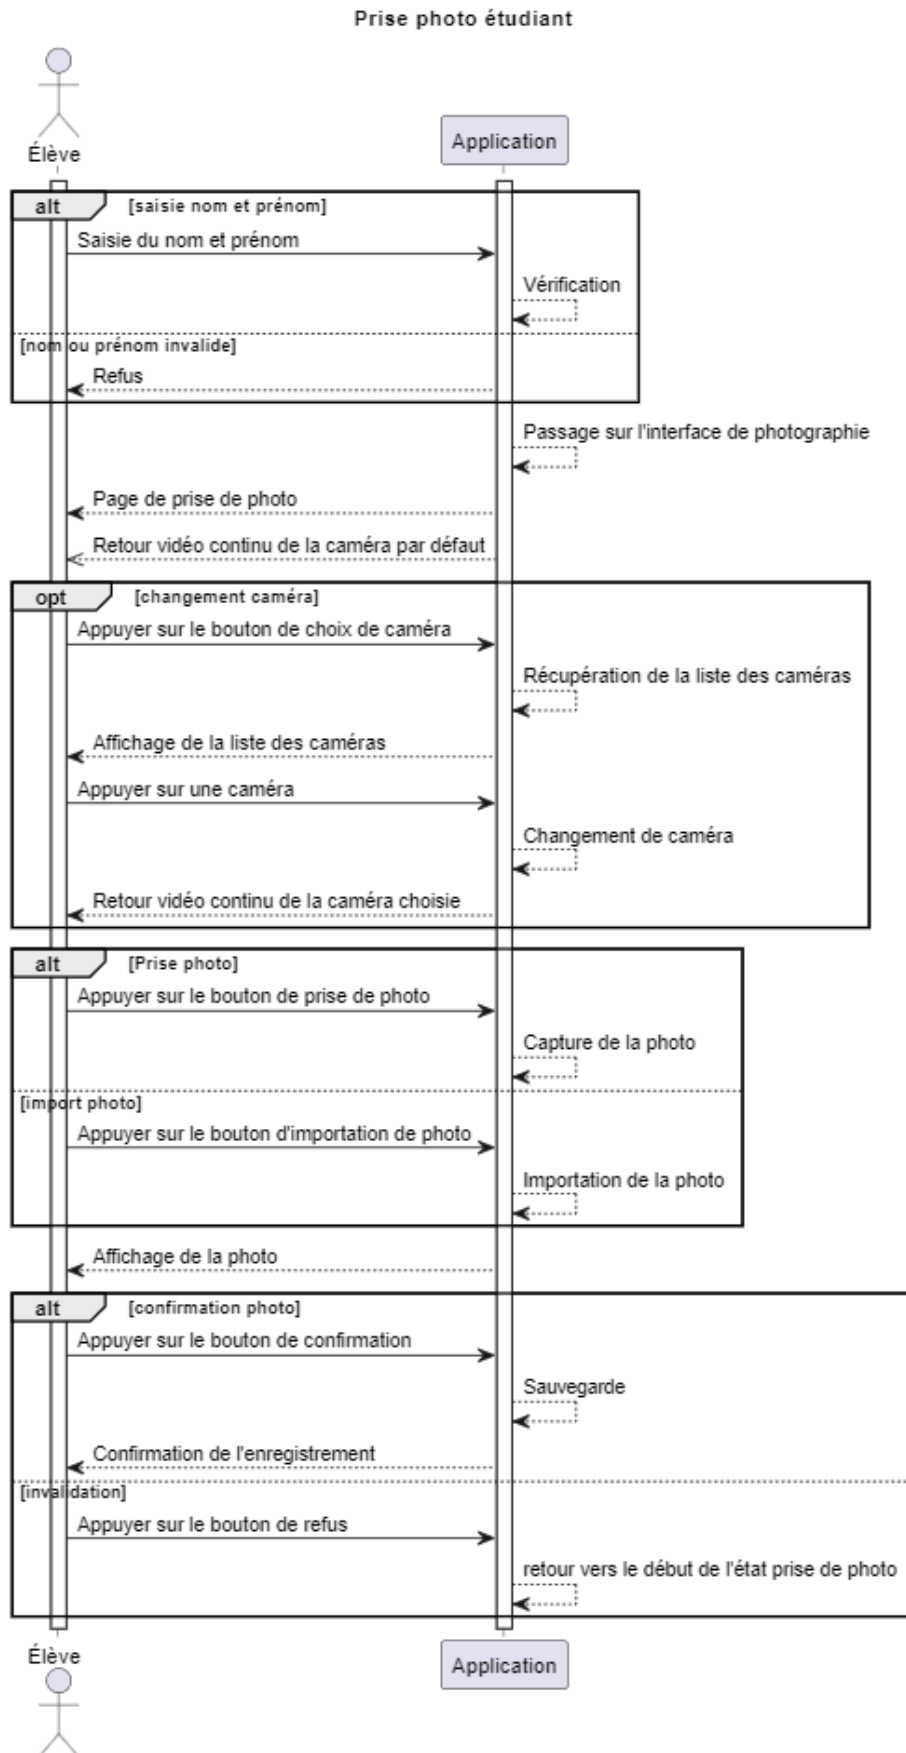 Prise photo étudiant
Élève
Application
alt [saisie nom et prénom]
Saisie du nom et prénom
Vérification
[nom ou prénom invalide]
Refus
Passage sur l'interface de photographie
Page de prise de photo
Retour vidéo continu de la caméra par défaut
opt [changement caméra]
Appuyer sur le bouton de choix de caméra
Récupération de la liste des caméras
Affichage de la liste des caméras
Appuyer sur une caméra
Changement de caméra
Retour vidéo continu de la caméra choisie
alt [Prise photo]
Appuyer sur le bouton de prise de photo
Capture de la photo
[import photo]
Appuyer sur le bouton d'importation de photo
Importation de la photo
Affichage de la photo
alt [confirmation photo]
Appuyer sur le bouton de confirmation
Sauvegarde
Confirmation de l'enregistrement
[invalidation]
Appuyer sur le bouton de refus
retour vers le début de l'état prise de photo
Élève
Application